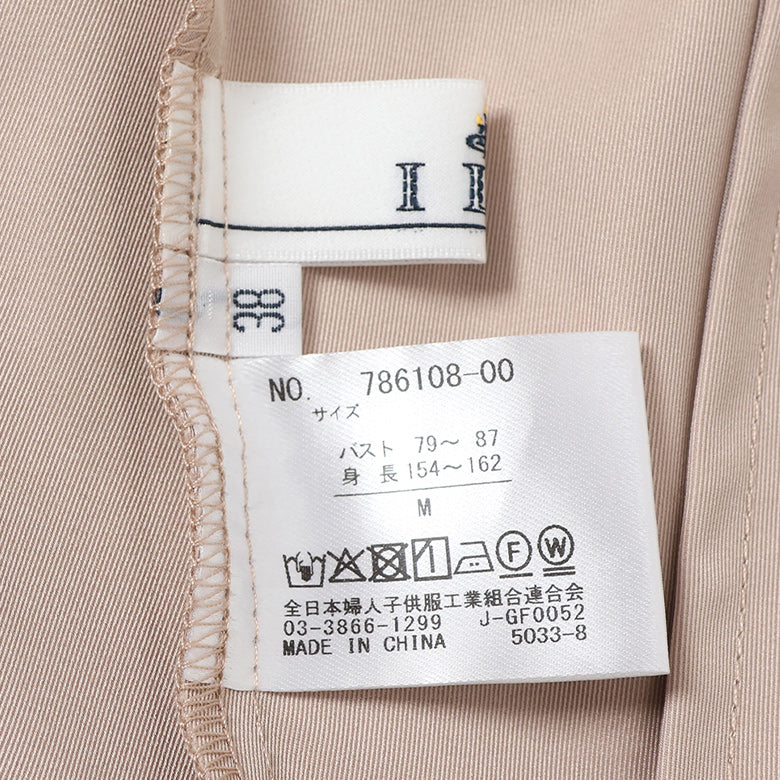 38
NO. 786108-00
サイズ
バスト 79〜 87
身 長 154〜162
M
F W
全日本婦人子供服工業組合連合会
03-3866-1299 J-GF0052
MADE IN CHINA 5033-8